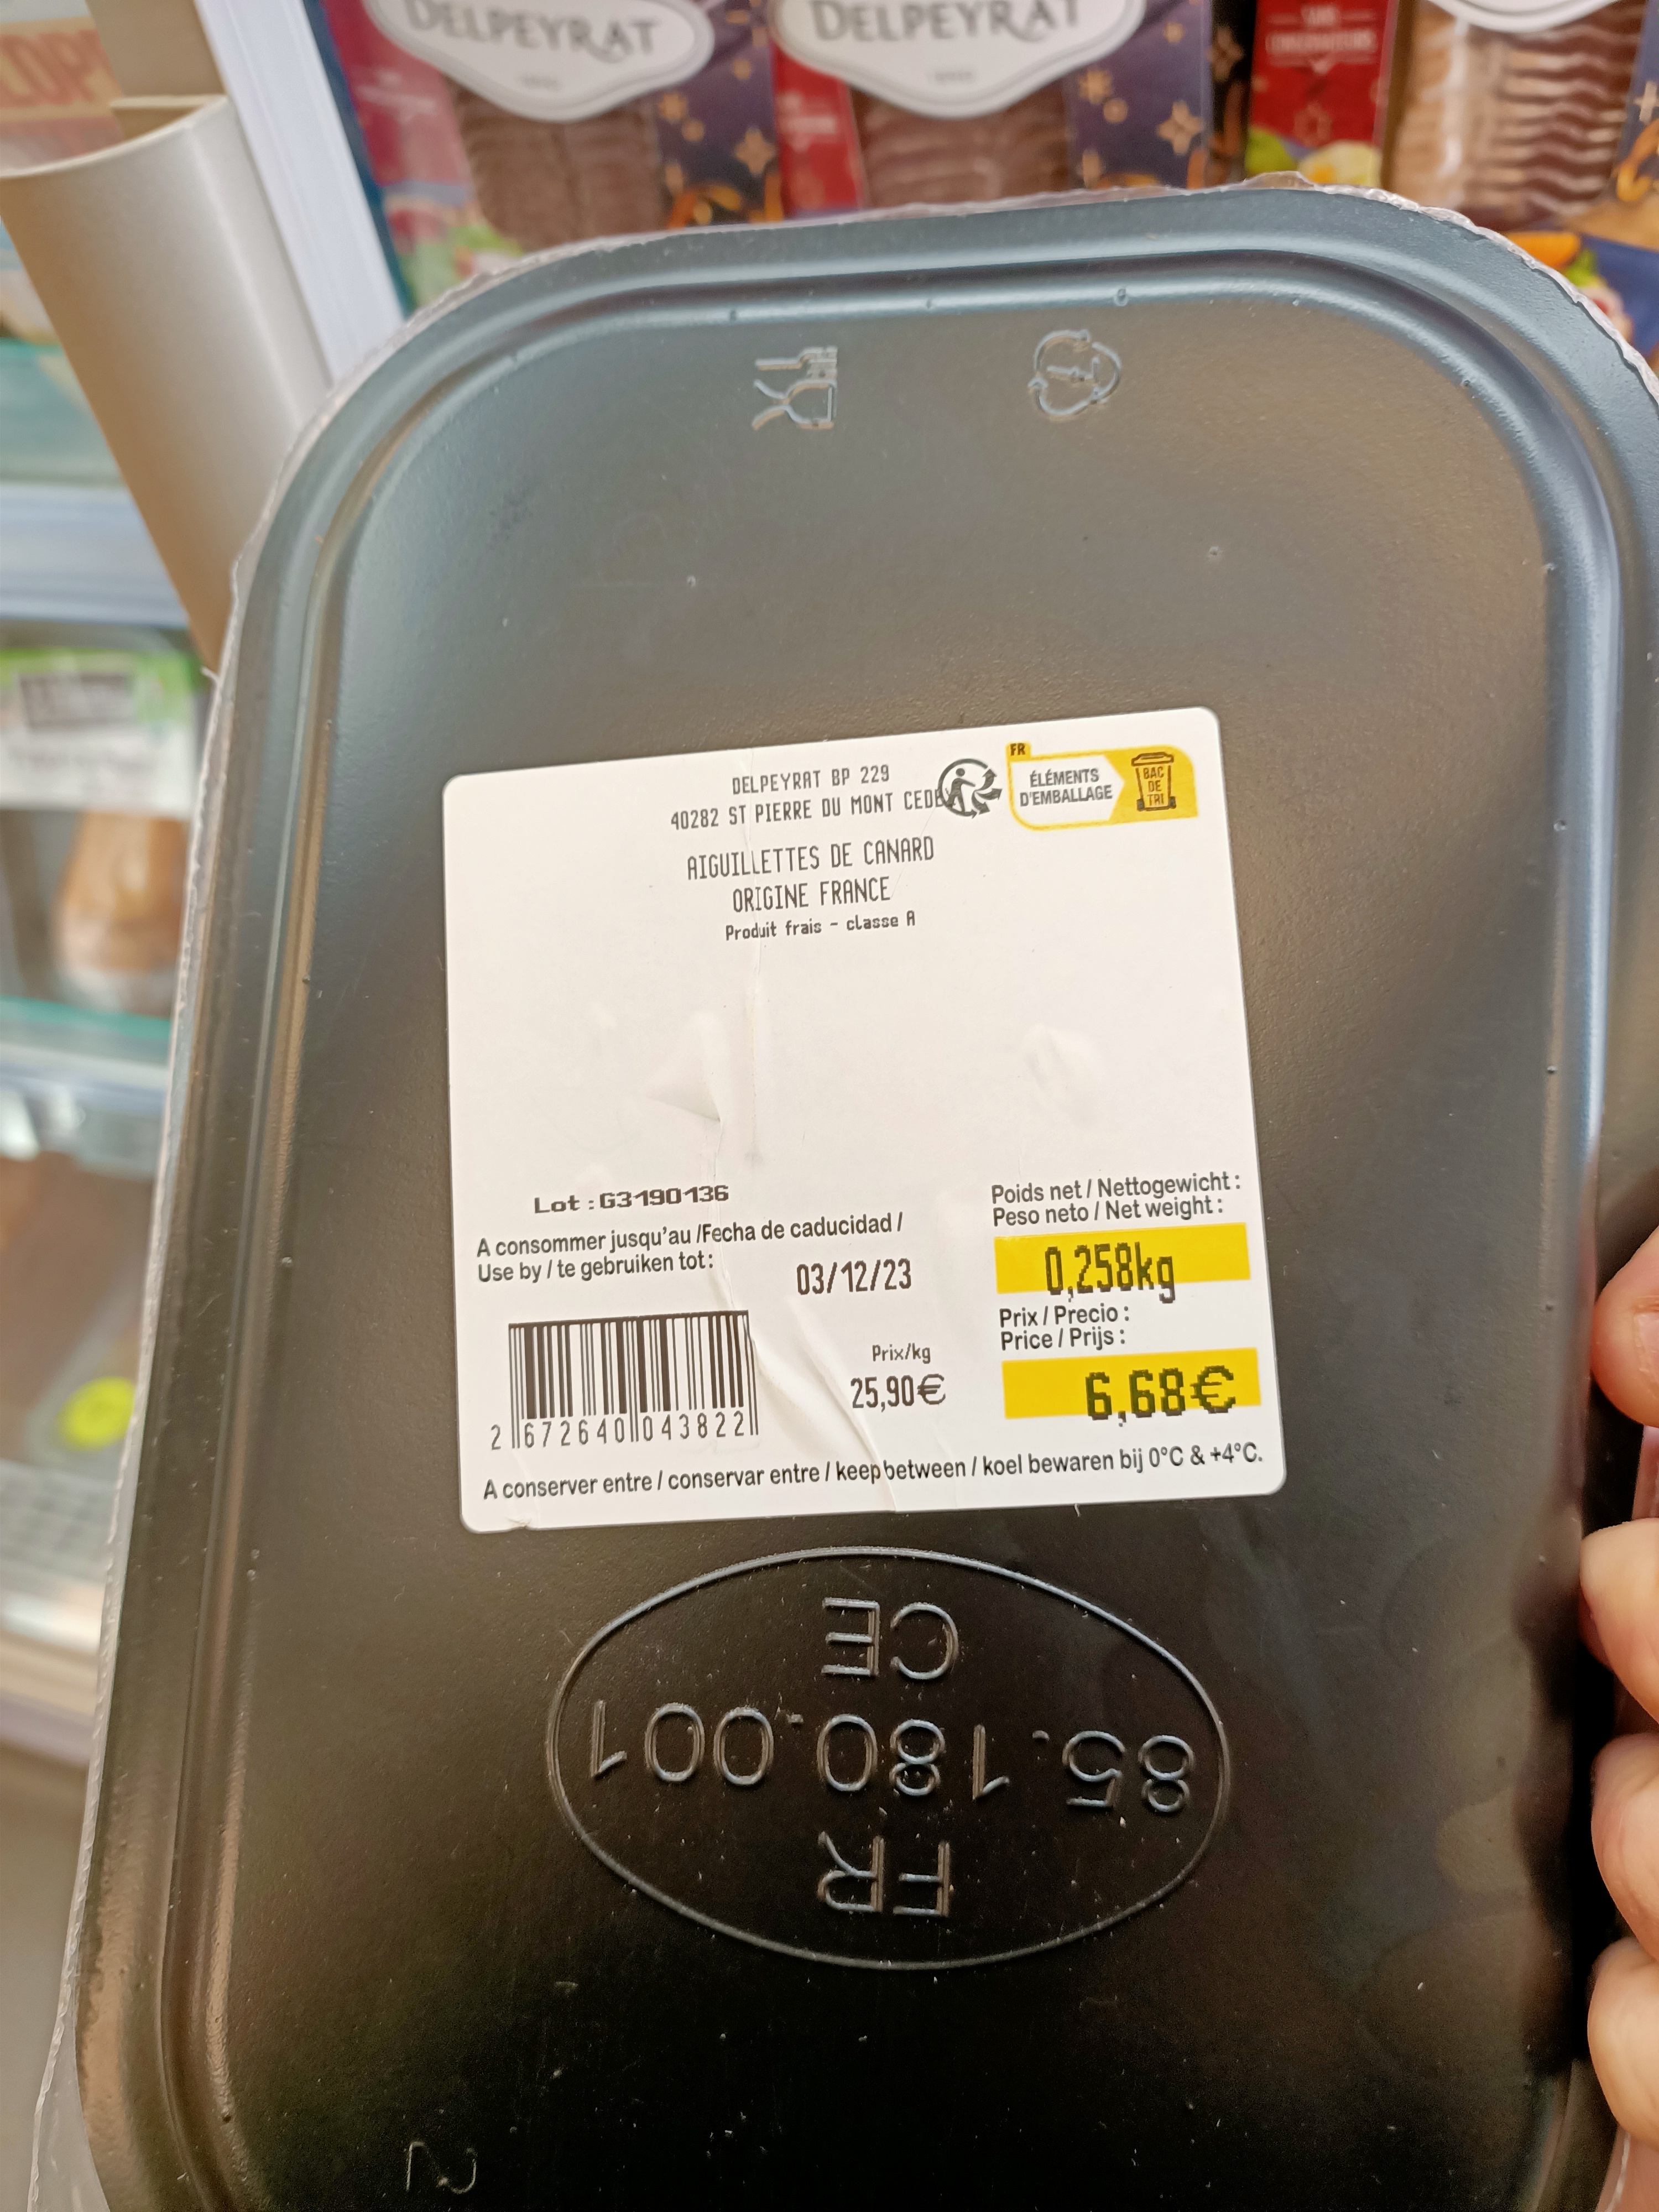 DELPEYRAT
DELPEYRAT
DELPEYRAT BP 229
40282 ST PIERRE DU MONT CEDEX
FR
ÉLÉMENTS
D'EMBALLAGE
BAC
DE
TRI
AIGUILLETTES DE CANARD
ORIGINE FRANCE
Produit frais - classe A
Lot : G3190136
A consommer jusqu'au /Fecha de caducidad /
Use by / te gebruiken tot:
03/12/23
Poids net / Nettogewicht :
Peso neto / Net weight :
0,258kg
Prix / Precio :
Price / Prijs :
6,68€
Prix/kg
25,90€
2 672640 043822
A conserver entre / conservar entre / keep between / koel bewaren bij 0°C & +4°C.
FR
85.180.001
CE
2